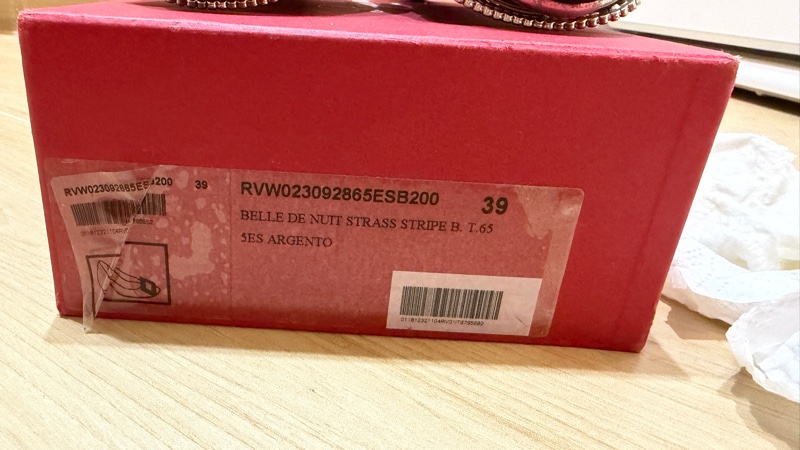 RVW023092865ESB200 39
RVW023092865ESB200 39
BELLE DE NUIT STRASS STRIPE B. T.65
5ES ARGENTO